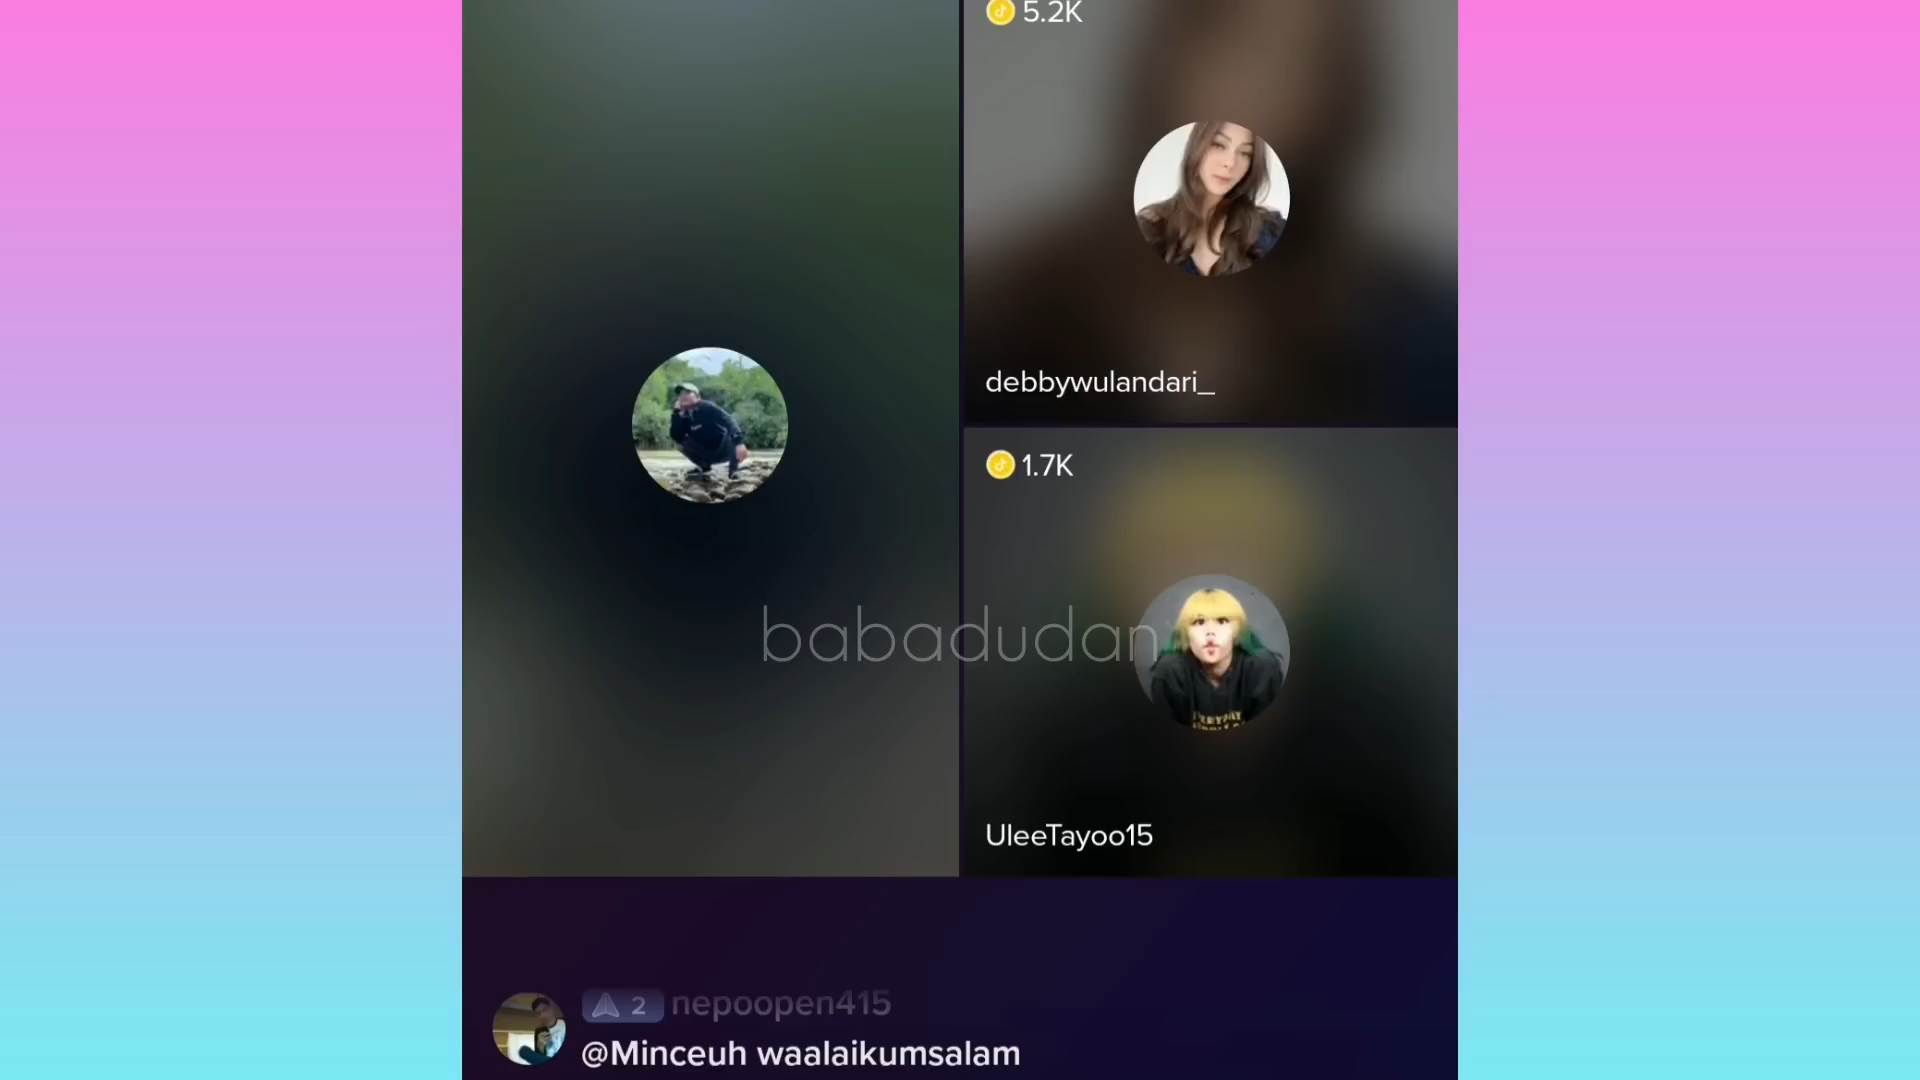 5.2K
debbywulandari_
1.7K
babadudan
UleeTayoo15
2 nepoopen415
@Minceuh waalaikumsalam